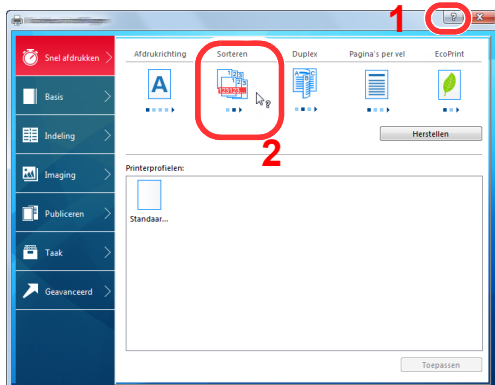 1
?
Snel afdrukken
Basis
Indeling
Imaging
Publiceren
Taak
Geavanceerd
Afdrukrichting
Sorteren
Duplex
Pagina's per vel
EcoPrint
A
123123...
2
Herstellen
Printerprofielen:
Standaar...
Toepassen